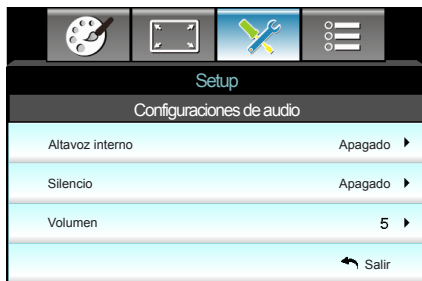 Setup
Configuraciones de audio
Altavoz interno Apagado
Silencio Apagado
Volumen 5
Salir